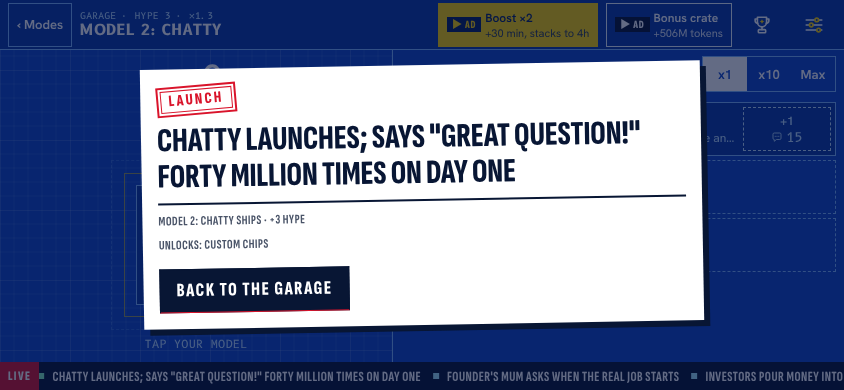 ‹ Modes
GARAGE · HYPE 3 · ×1.3
MODEL 2: CHATTY
▶ AD
Boost ×2
+30 min, stacks to 4h
▶ AD
Bonus crate
+506M tokens
x1
x10
Max
LAUNCH
CHATTY LAUNCHES; SAYS "GREAT QUESTION!"
FORTY MILLION TIMES ON DAY ONE
MODEL 2: CHATTY SHIPS · +3 HYPE
UNLOCKS: CUSTOM CHIPS
BACK TO THE GARAGE
+1
15
TAP YOUR MODEL
LIVE
CHATTY LAUNCHES; SAYS "GREAT QUESTION!" FORTY MILLION TIMES ON DAY ONE
FOUNDER'S MUM ASKS WHEN THE REAL JOB STARTS
INVESTORS POUR MONEY INTO